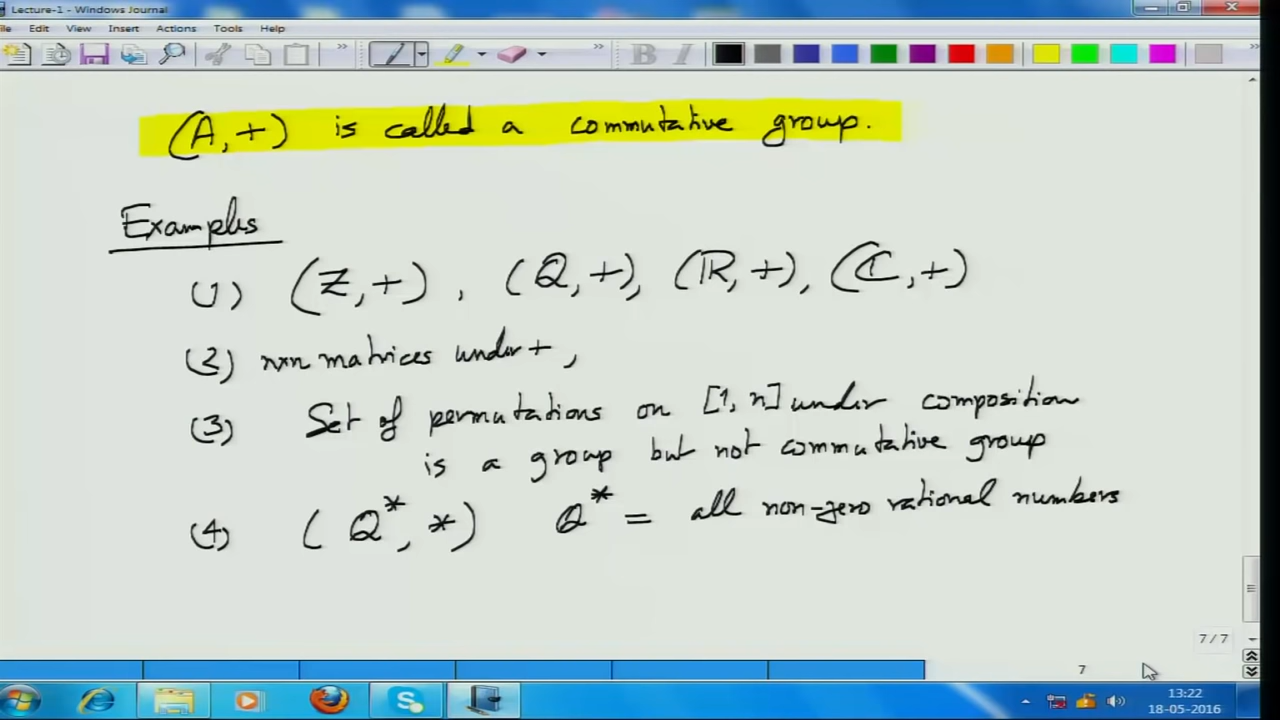 Lecture-1 - Windows Journal
File Edit View Insert Actions Tools Help
(A, +) is called a commutative group.
Examples
(1) (Z, +), (Q, +), (R, +), (C, +)
(2) n×n matrices under +,
(3) Set of permutations on [1, n] under composition
is a group but not commutative group
(4) (Q*, *) Q* = all non-zero rational numbers
7 / 7
7
13:22
18-05-2016